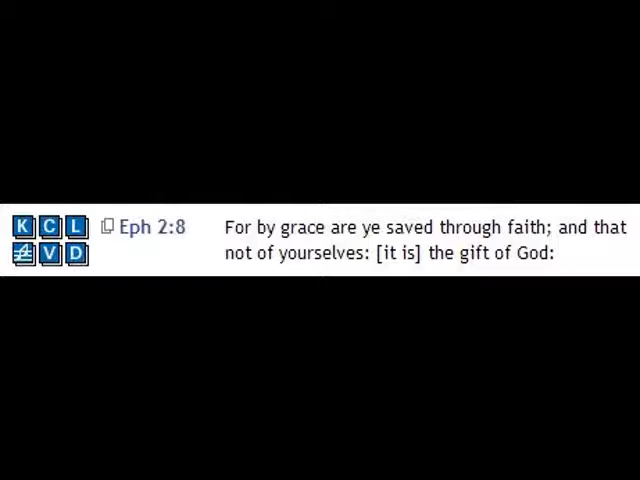 K C L Eph 2:8 For by grace are ye saved through faith; and that
V D not of yourselves: [it is] the gift of God: